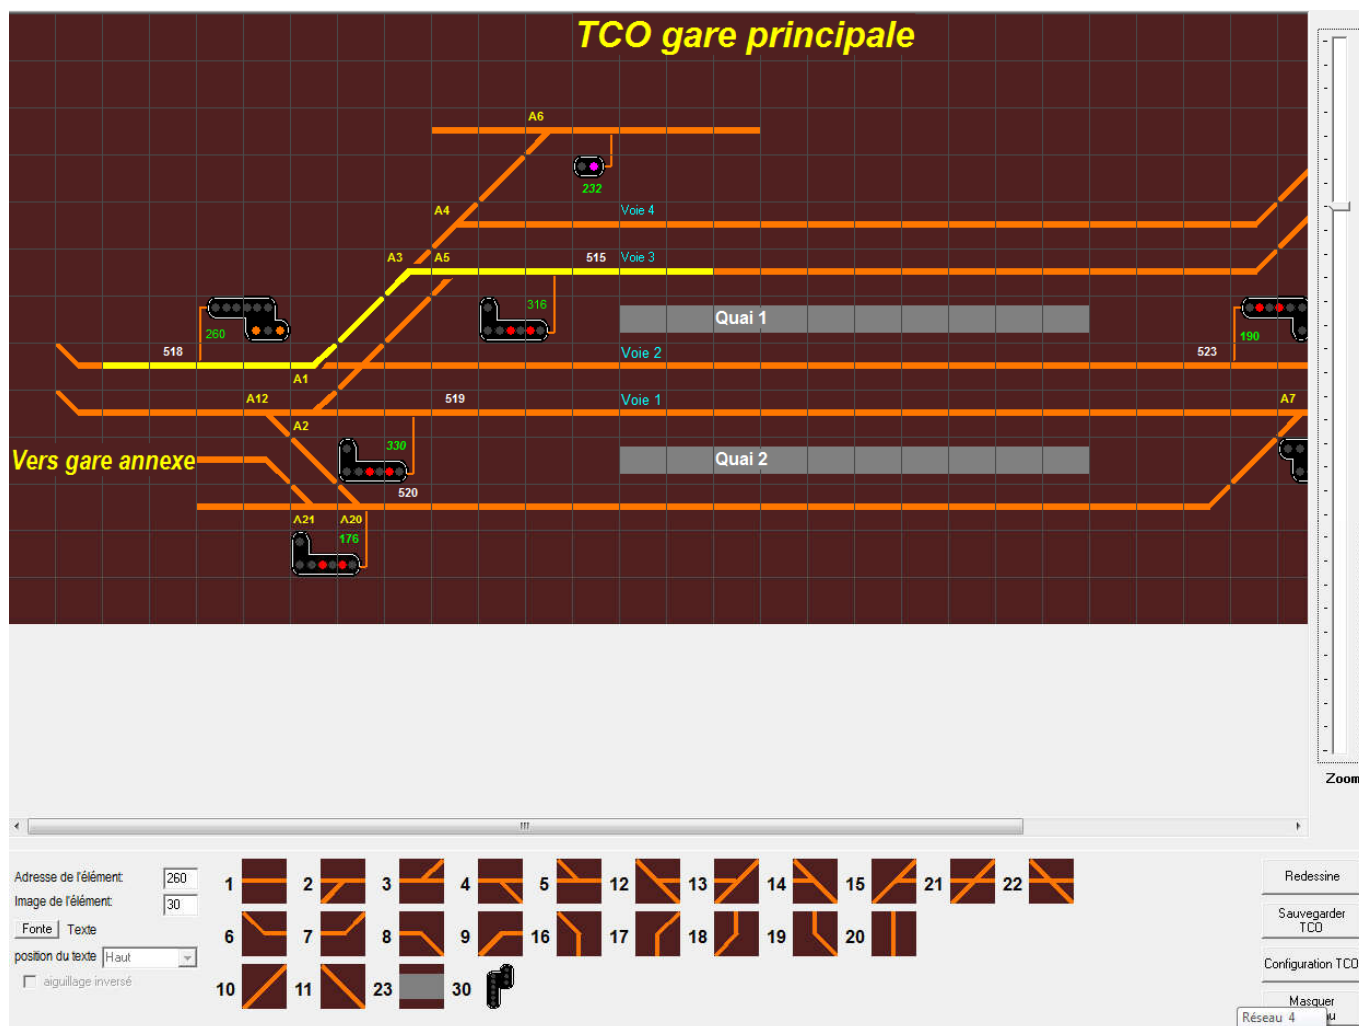 TCO gare principale
A6
232
A4
Voie 4
A3
A5
515
Voie 3
316
260
Quai 1
190
518
Voie 2
523
A1
A12
519
Voie 1
A7
A2
330
Vers gare annexe
Quai 2
520
A21
A20
176
Zoom
Adresse de l'élément:
260
Image de l'élément:
30
Fonte
Texte
position du texte
Haut
aiguillage inversé
1 2 3 4 5 12 13 14 15 21 22
6 7 8 9 16 17 18 19 20
10 11 23 30
Redessine
Sauvegarder
TCO
Configuration TCO
Masquer
Réseau 4